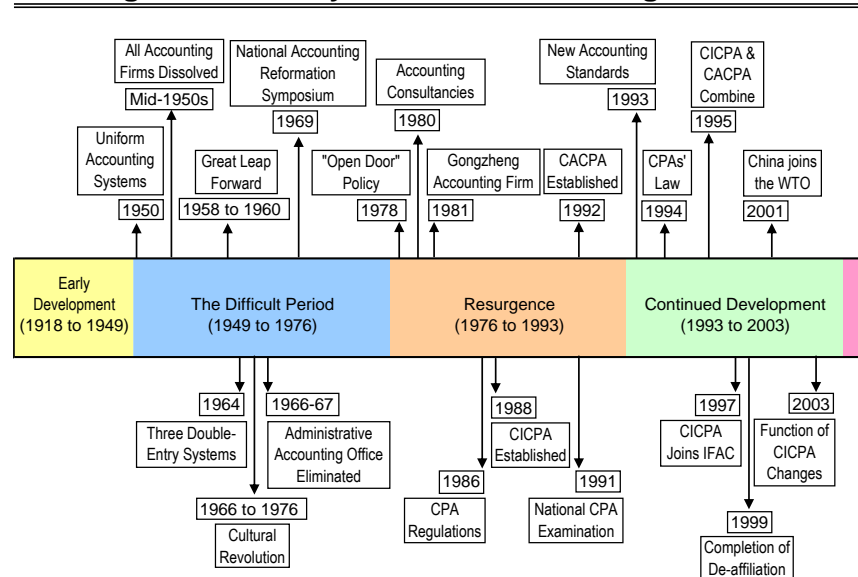 All Accounting
Firms Dissolved
Mid-1950s
National Accounting
Reformation
Symposium
1969
Accounting
Consultancies
1980
New Accounting
Standards
1993
CICPA &
CACPA
Combine
1995
Uniform
Accounting
Systems
1950
Great Leap
Forward
1958 to 1960
"Open Door"
Policy
1978
Gongzheng
Accounting Firm
1981
CACPA
Established
1992
CPAs'
Law
1994
China joins
the WTO
2001
Early
Development
(1918 to 1949)
The Difficult Period
(1949 to 1976)
Resurgence
(1976 to 1993)
Continued Development
(1993 to 2003)
1964
Three Double-
Entry Systems
1966-67
Administrative
Accounting Office
Eliminated
1966 to 1976
Cultural
Revolution
1988
CICPA
Established
1986
CPA
Regulations
1991
National CPA
Examination
1997
CICPA
Joins IFAC
2003
Function of
CICPA
Changes
1999
Completion of
De-affiliation